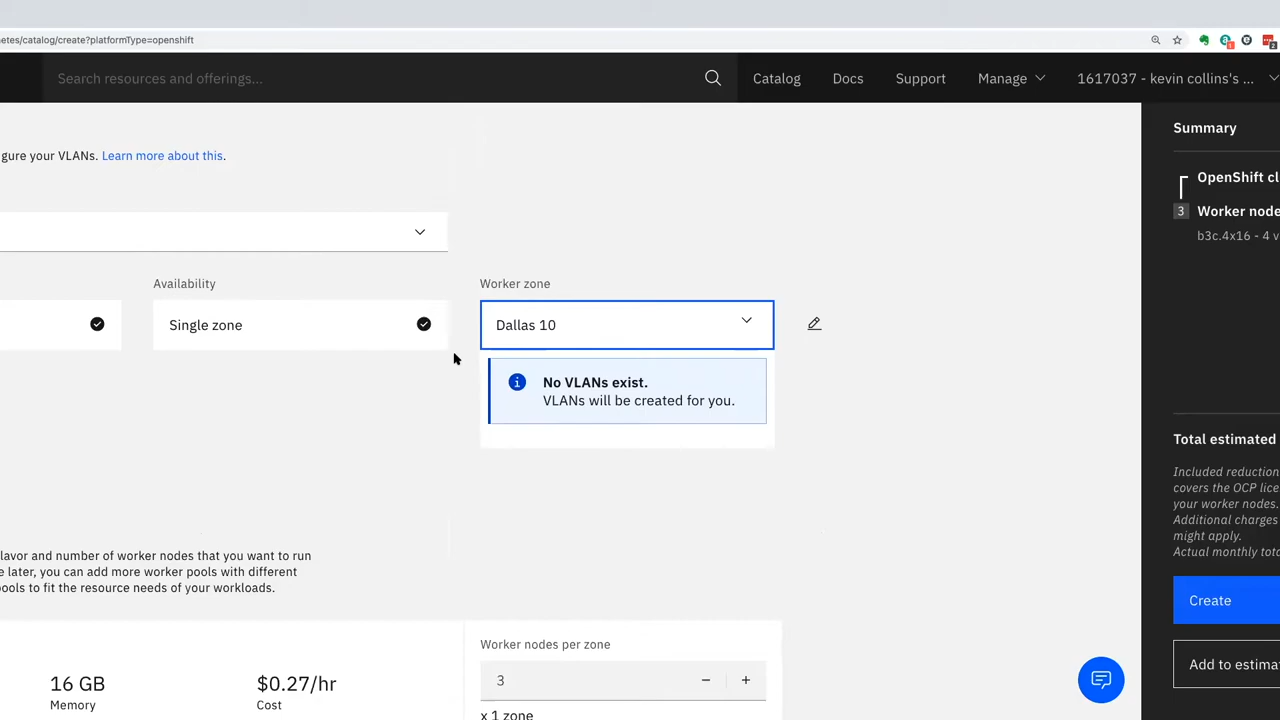 etes/catalog/create?platformType=openshift
Search resources and offerings...
Catalog
Docs
Support
Manage
1617037 - kevin collins's ...
gure your VLANs. Learn more about this.
Availability
Single zone
Worker zone
Dallas 10
No VLANs exist.
VLANs will be created for you.
lavor and number of worker nodes that you want to run
e later, you can add more worker pools with different
pools to fit the resource needs of your workloads.
16 GB
Memory
$0.27/hr
Cost
Worker nodes per zone
3
x 1 zone
Summary
OpenShift cl
3 Worker node
b3c.4x16 - 4 v
Total estimated
Included reduction
covers the OCP lice
your worker nodes.
Additional charges
might apply.
Actual monthly tota
Create
Add to estima